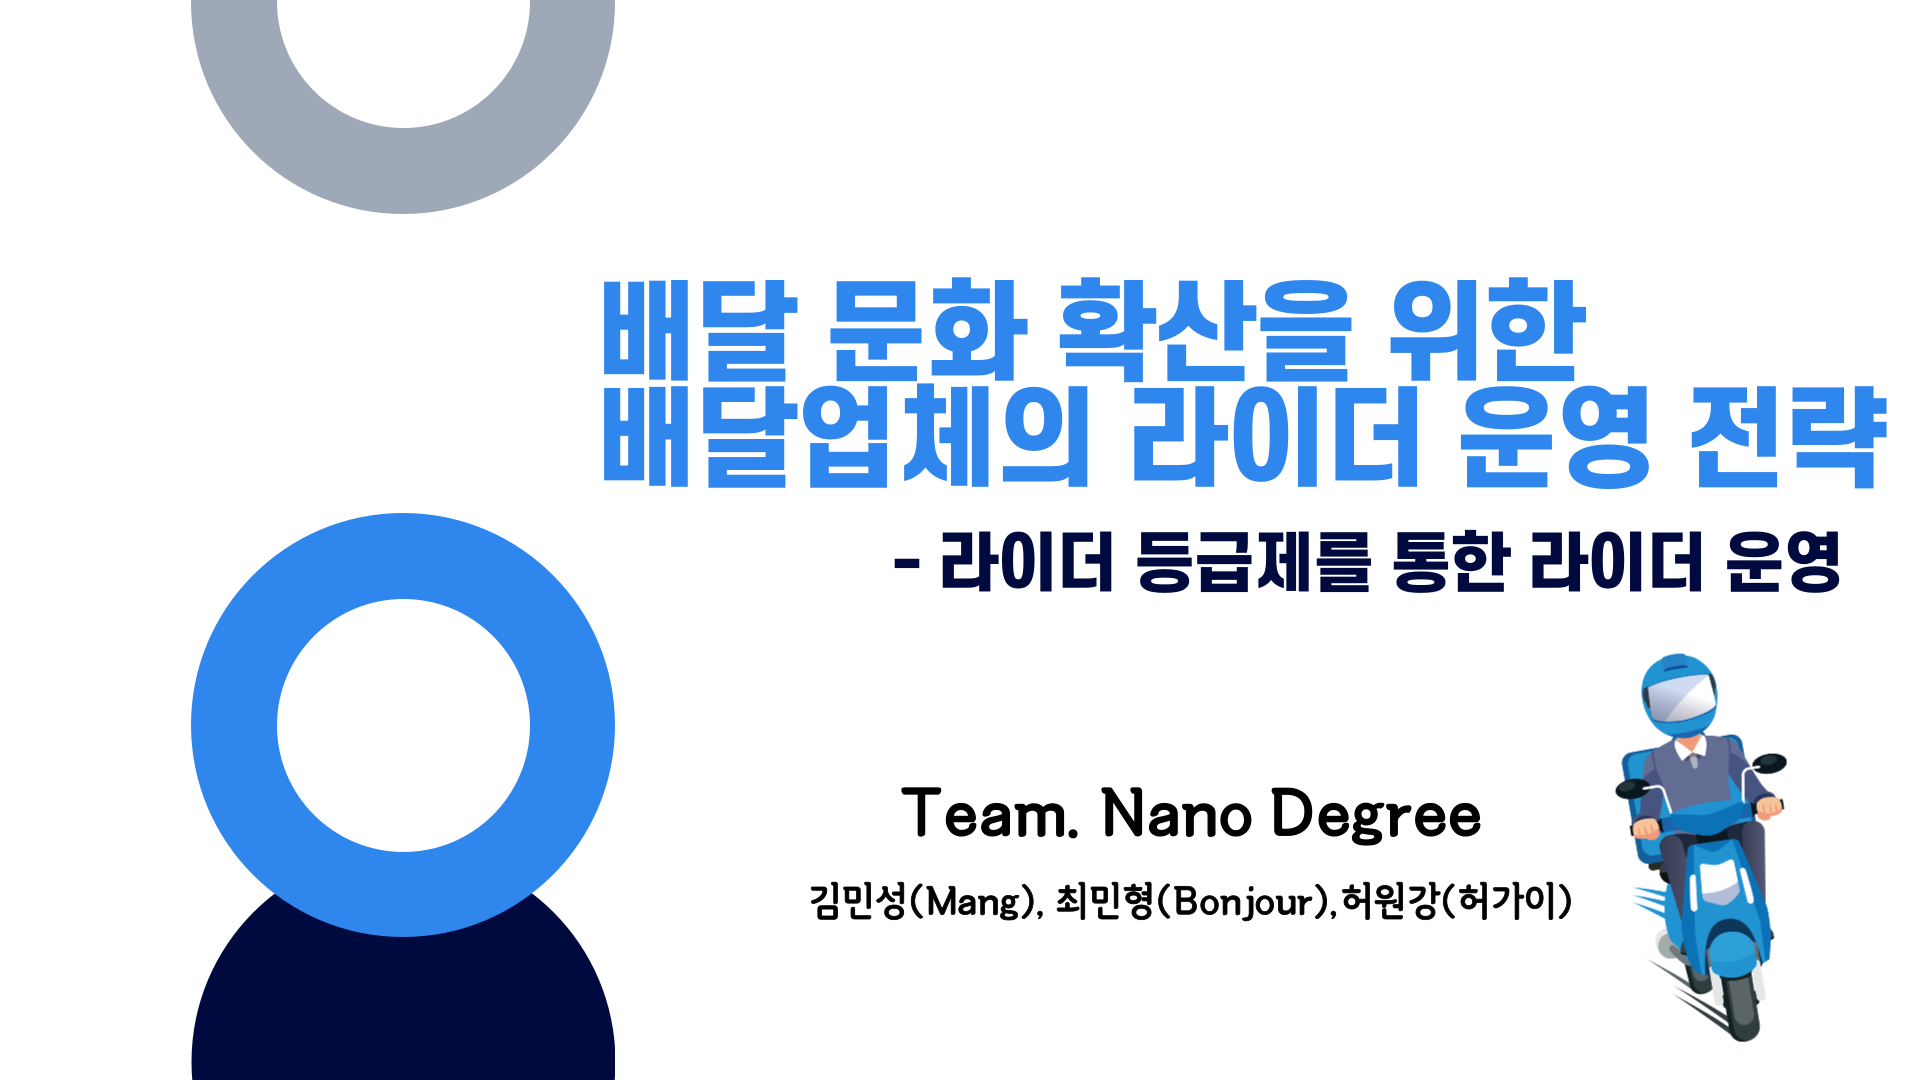 배달 문화 확산을 위한
배달업체의 라이더 운영 전략
- 라이더 등급제를 통한 라이더 운영
Team. Nano Degree
김민성(Mang), 최민형(Bonjour),허원강(허가이)